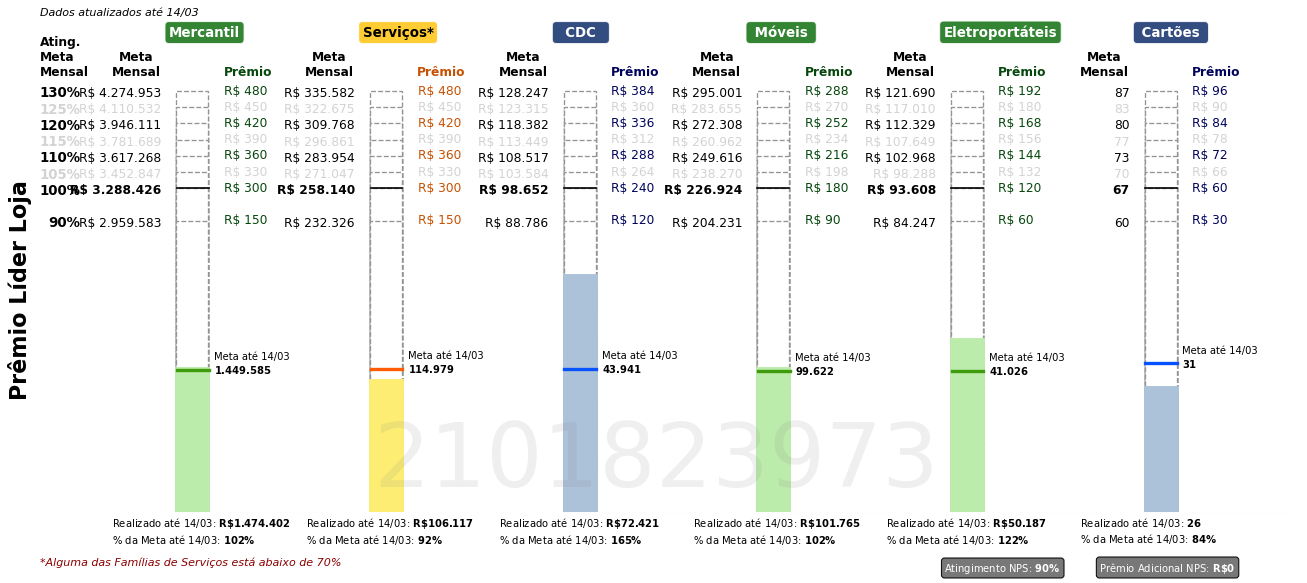 Dados atualizados até 14/03
Mercantil Serviços* CDC Móveis Eletroportáteis Cartões
Ating. Meta Mensal
Meta Mensal Prêmio Meta Mensal Prêmio Meta Mensal Prêmio Meta Mensal Prêmio Meta Mensal Prêmio Meta Mensal Prêmio
130% R$ 4.274.953 R$ 480 R$ 335.582 R$ 480 R$ 128.247 R$ 384 R$ 295.001 R$ 288 R$ 121.690 R$ 192 87 R$ 96
125% R$ 4.110.532 R$ 450 R$ 322.675 R$ 450 R$ 123.315 R$ 360 R$ 283.655 R$ 270 R$ 117.010 R$ 180 83 R$ 90
120% R$ 3.946.111 R$ 420 R$ 309.768 R$ 420 R$ 118.382 R$ 336 R$ 272.308 R$ 252 R$ 112.329 R$ 168 80 R$ 84
115% R$ 3.781.689 R$ 390 R$ 296.861 R$ 390 R$ 113.449 R$ 312 R$ 260.962 R$ 234 R$ 107.649 R$ 156 77 R$ 78
110% R$ 3.617.268 R$ 360 R$ 283.954 R$ 360 R$ 108.517 R$ 288 R$ 249.616 R$ 216 R$ 102.968 R$ 144 73 R$ 72
105% R$ 3.452.847 R$ 330 R$ 271.047 R$ 330 R$ 103.584 R$ 264 R$ 238.270 R$ 198 R$ 98.288 R$ 132 70 R$ 66
100% R$ 3.288.426 R$ 300 R$ 258.140 R$ 300 R$ 98.652 R$ 240 R$ 226.924 R$ 180 R$ 93.608 R$ 120 67 R$ 60
90% R$ 2.959.583 R$ 150 R$ 232.326 R$ 150 R$ 88.786 R$ 120 R$ 204.231 R$ 90 R$ 84.247 R$ 60 60 R$ 30
Prêmio Líder Loja
Meta até 14/03 Meta até 14/03 Meta até 14/03 Meta até 14/03 Meta até 14/03 Meta até 14/03
1.449.585 114.979 43.941 99.622 41.026 31
2101823973
Realizado até 14/03: R$1.474.402 Realizado até 14/03: R$106.117 Realizado até 14/03: R$72.421 Realizado até 14/03: R$101.765 Realizado até 14/03: R$50.187 Realizado até 14/03: 26
% da Meta até 14/03: 102% % da Meta até 14/03: 92% % da Meta até 14/03: 165% % da Meta até 14/03: 102% % da Meta até 14/03: 122% % da Meta até 14/03: 84%
*Alguma das Famílias de Serviços está abaixo de 70% Atingimento NPS: 90% Prêmio Adicional NPS: R$0